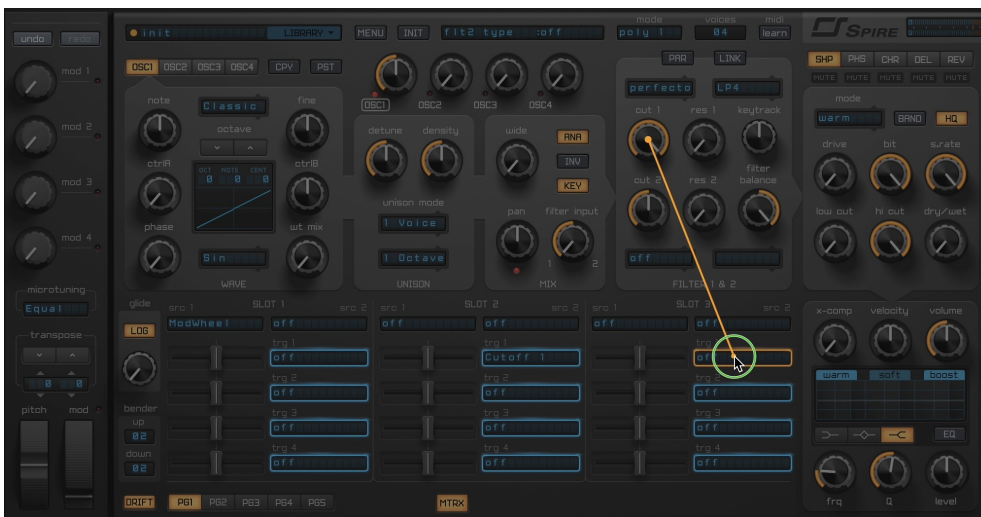 mode voices midi
undo redo init LIBRARY MENU INIT flt2 type :off poly 1 04 learn SPIRE
OSC1 OSC2 OSC3 OSC4 CPY PST PAR LINK SHP PHS CHR DEL REV
MUTE MUTE MUTE MUTE MUTE
mod 1
OSC1 OSC2 OSC3 OSC4
perfecto LP4
note Classic fine
octave
cut 1 res 1 keytrack
mode
warm BAND HQ
mod 2
detune density wide ANA
INV
KEY
drive bit s.rate
ctrlA OCT NOTE CENT ctrlB
0 0 0
mod 3
cut 2 res 2 filter
balance
unison mode
1 Voice
pan filter input
low cut hi cut dry/wet
phase wt mix
mod 4
Sin 1 Octave 1 2 off
WAVE UNISON MIX FILTER 1 & 2
microtuning
Equal
glide src 1 SLOT 1 src 2 src 1 SLOT 2 src 2 src 1 SLOT 3 src 2
LOG ModWheel off off off off off
x-comp velocity volume
transpose
0 0
trg 1 trg 1 trg 1
off Cutoff 1 off
trg 2 trg 2 trg 2
off off off
warm soft boost
pitch mod
bender
up
02
trg 3 trg 3 trg 3
off off off
EQ
down
02
trg 4 trg 4 trg 4
off off off
DRIFT PG1 PG2 PG3 PG4 PG5 MTRX
frq Q level